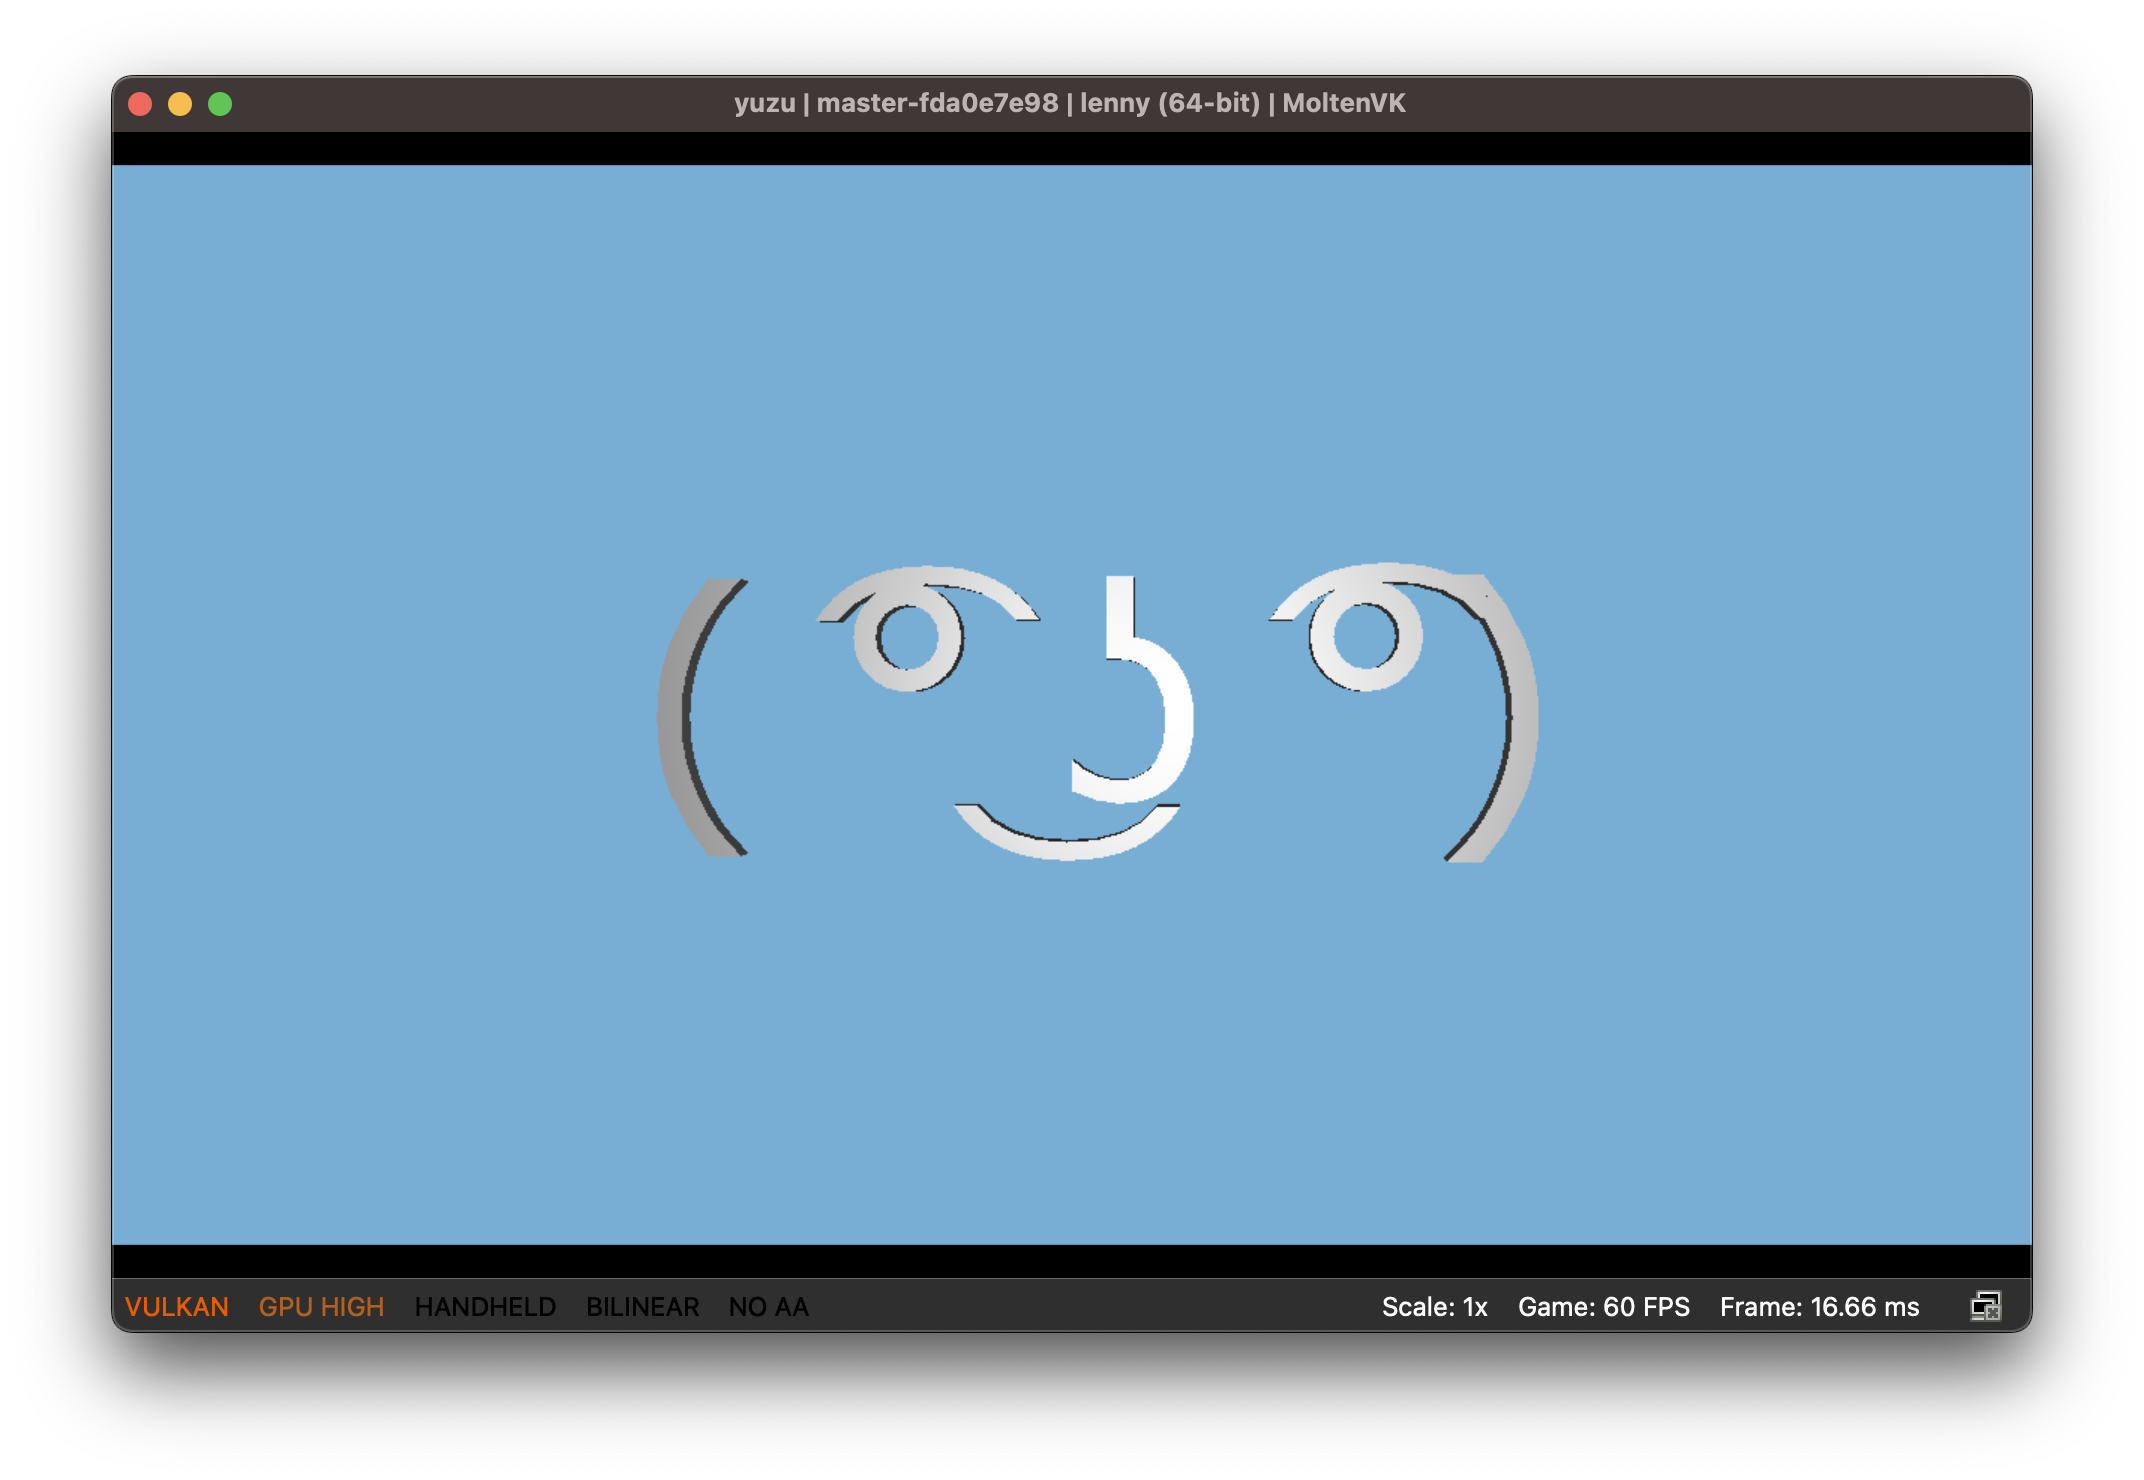 yuzu | master-fda0e7e98 | lenny (64-bit) | MoltenVK
( ͡° ͜ʖ ͡°)
VULKAN GPU HIGH HANDHELD BILINEAR NO AA Scale: 1x Game: 60 FPS Frame: 16.66 ms